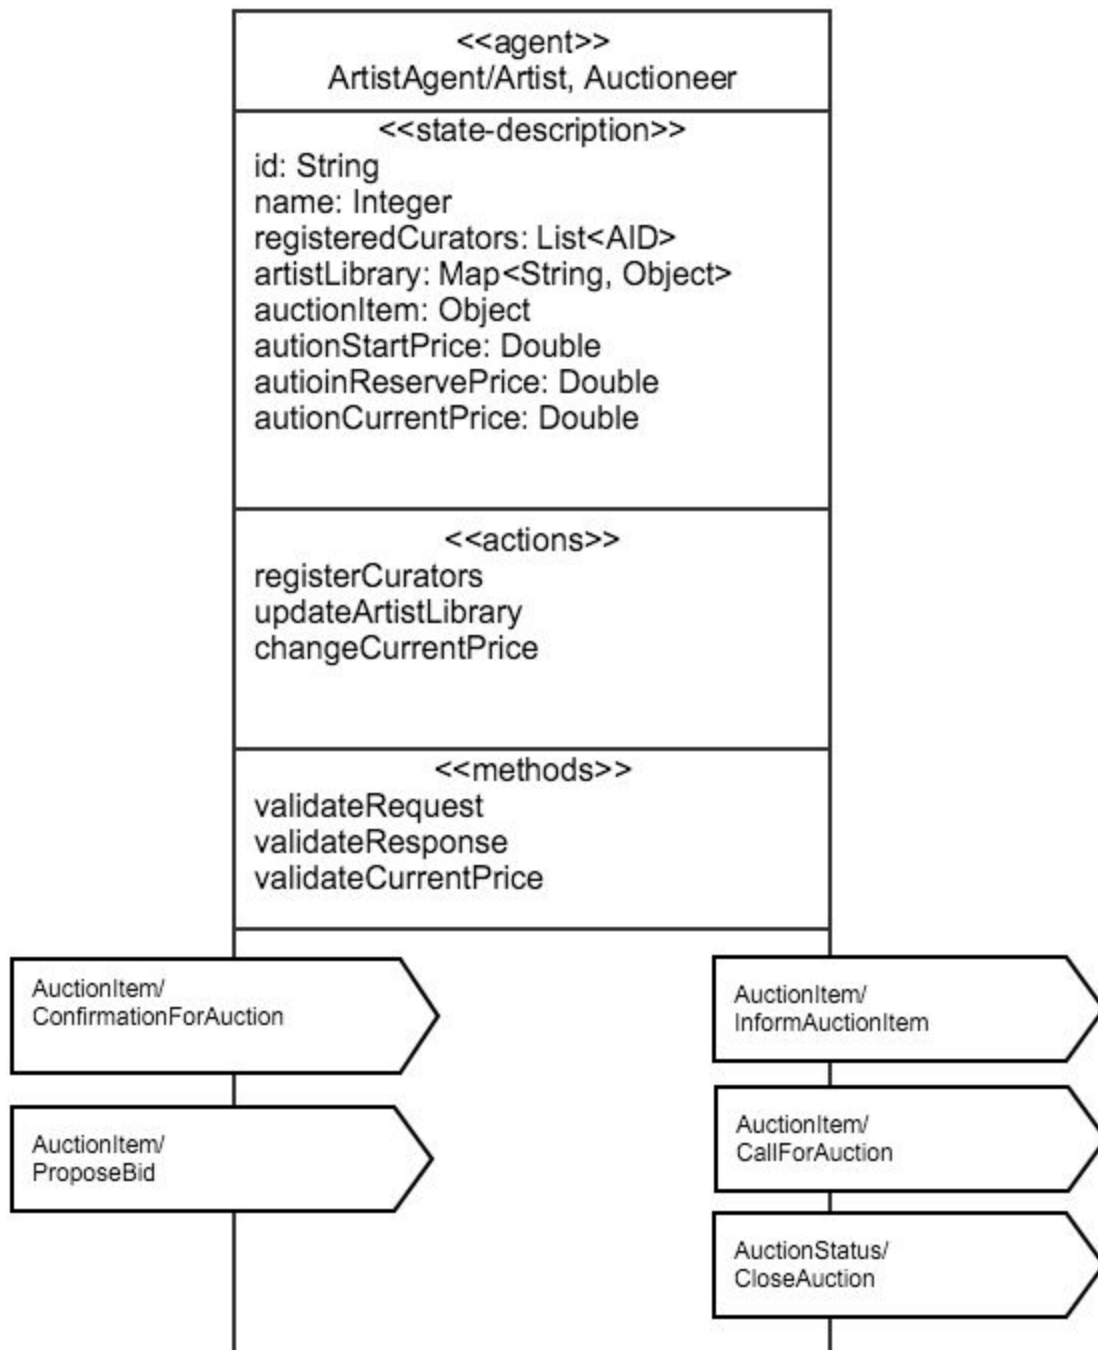 <<agent>>
ArtistAgent/Artist, Auctioneer
<<state-description>>
id: String
name: Integer
registeredCurators: List<AID>
artistLibrary: Map<String, Object>
auctionItem: Object
autionStartPrice: Double
autioinReservePrice: Double
autionCurrentPrice: Double
<<actions>>
registerCurators
updateArtistLibrary
changeCurrentPrice
<<methods>>
validateRequest
validateResponse
validateCurrentPrice
AuctionItem/
ConfirmationForAuction
AuctionItem/
ProposeBid
AuctionItem/
InformAuctionItem
AuctionItem/
CallForAuction
AuctionStatus/
CloseAuction